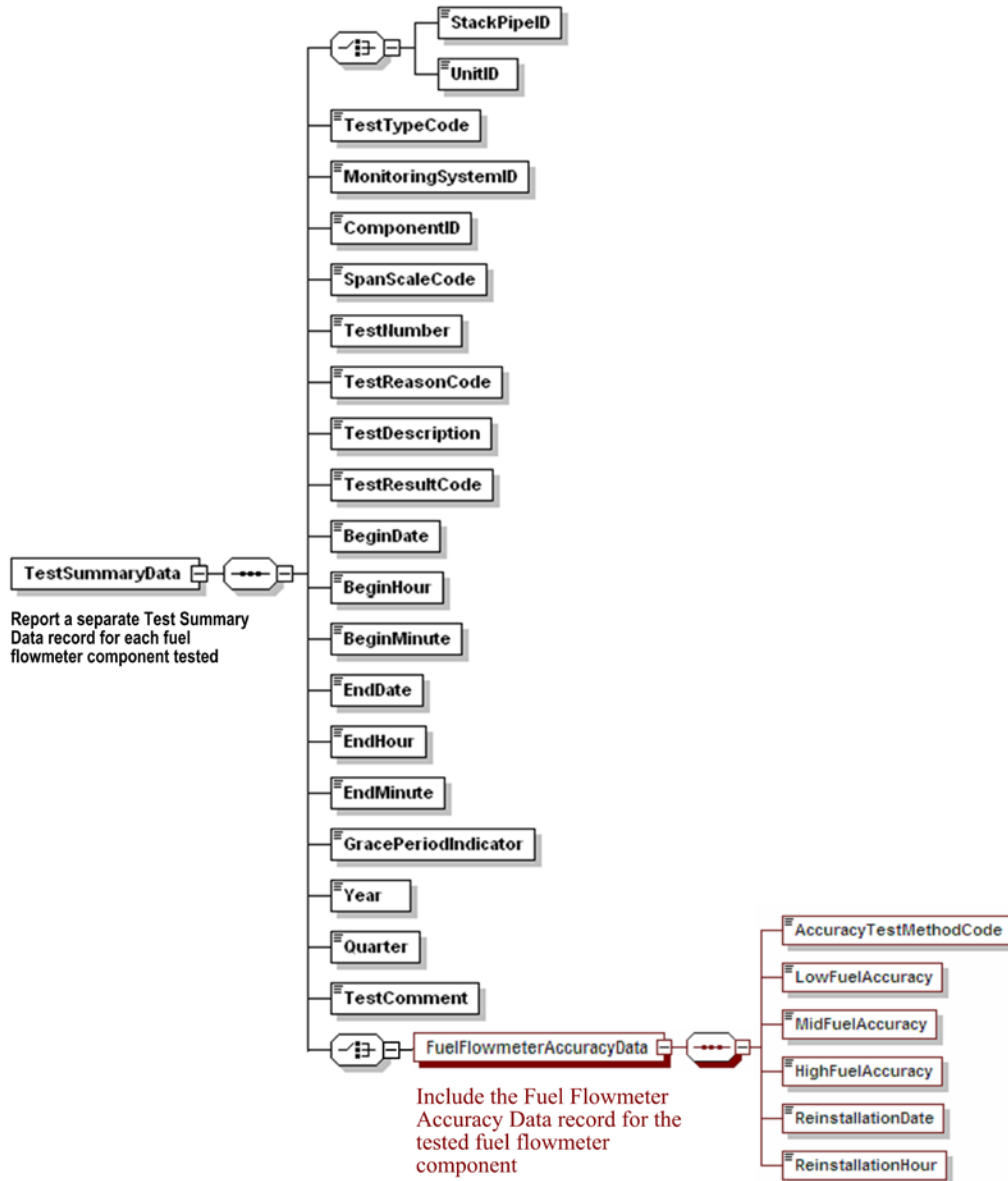 StackPipeID
UnitID
TestTypeCode
MonitoringSystemID
ComponentID
SpanScaleCode
TestNumber
TestReasonCode
TestDescription
TestResultCode
BeginDate
BeginHour
TestSummaryData
Report a separate Test Summary
Data record for each fuel
flowmeter component tested
BeginMinute
EndDate
EndHour
EndMinute
GracePeriodIndicator
Year
Quarter
TestComment
FuelFlowmeterAccuracyData
Include the Fuel Flowmeter
Accuracy Data record for the
tested fuel flowmeter
component
AccuracyTestMethodCode
LowFuelAccuracy
MidFuelAccuracy
HighFuelAccuracy
ReinstallationDate
ReinstallationHour